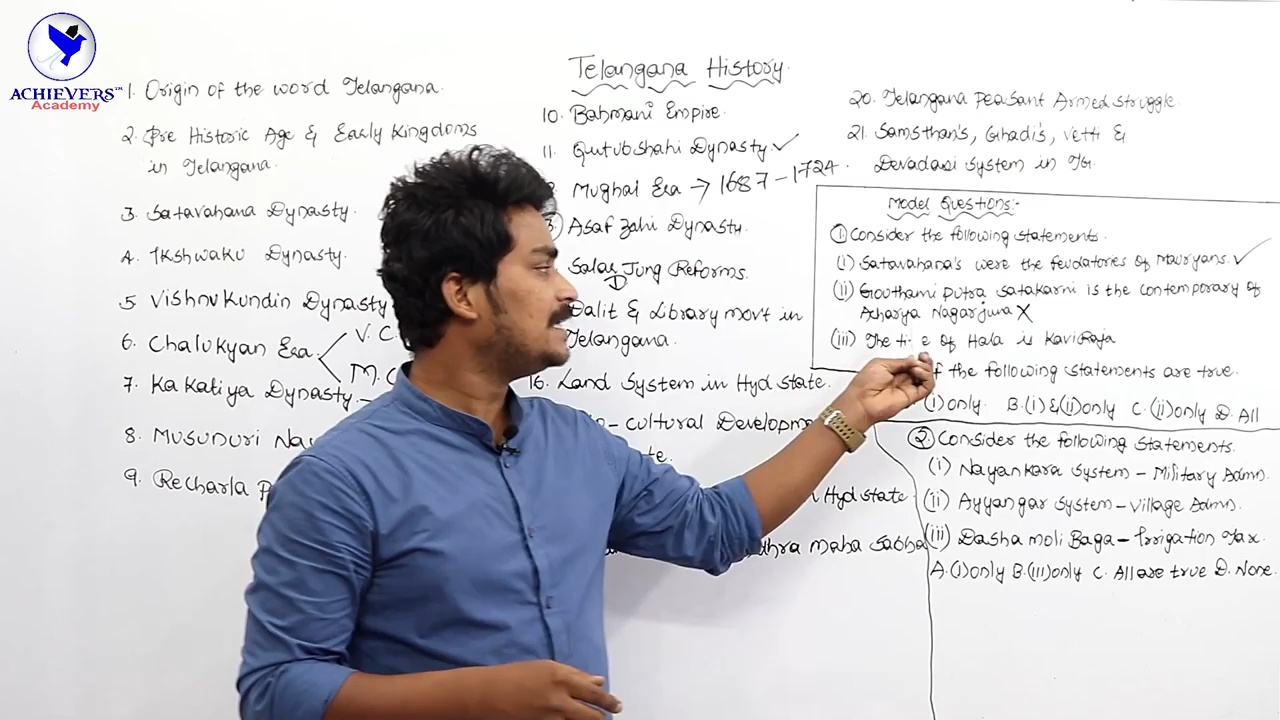 ACHIEVERS™
Academy
Telangana History
1. Origin of the word Telangana.
2. Pre Historic Age & Early Kingdoms
in Telangana.
3. Satavahana Dynasty.
4. Ikshwaku Dynasty.
5 Vishnukundin Dynasty
6. Chalukyan Era V. C
M. C
7. Kakatiya Dynasty -
8. Musunuri Na
9. Recharla P
10. Bahmani Empire.
11. Qutubshahi Dynasty ✓
Mughal Era → 1687 - 1724.
Asaf Zahi Dynasty.
Salar Jung Reforms.
Dalit & Library movt in
Telangana.
16. Land System in Hyd state.
- cultural Developm
te.
Hyd state
dhra maha Sabha
20. Telangana Peasant Armed struggle.
21. Samsthan's, Ghadi's, Vetti &
Devadasi System in TG.
Model Questions:-
① Consider the following statements.
(i) Satavahana's were the feudatories of Mauryans. ✓
(ii) Gouthami putra Satakarni is the contemporary of
Acharya Nagarjuna X
(iii) The ti e of Hala is KaviRaja
f the following statements are true.
(i) only. B.(i) & (ii) only C. (ii) only D. All
② Consider the following statements.
(i) Nayankara System - Military Admn.
(ii) Ayyangar System - Village Admn.
(iii) Dasha moli Baga - Irrigation Tax.
A.(i) only B.(iii) only C. All are true D. None.